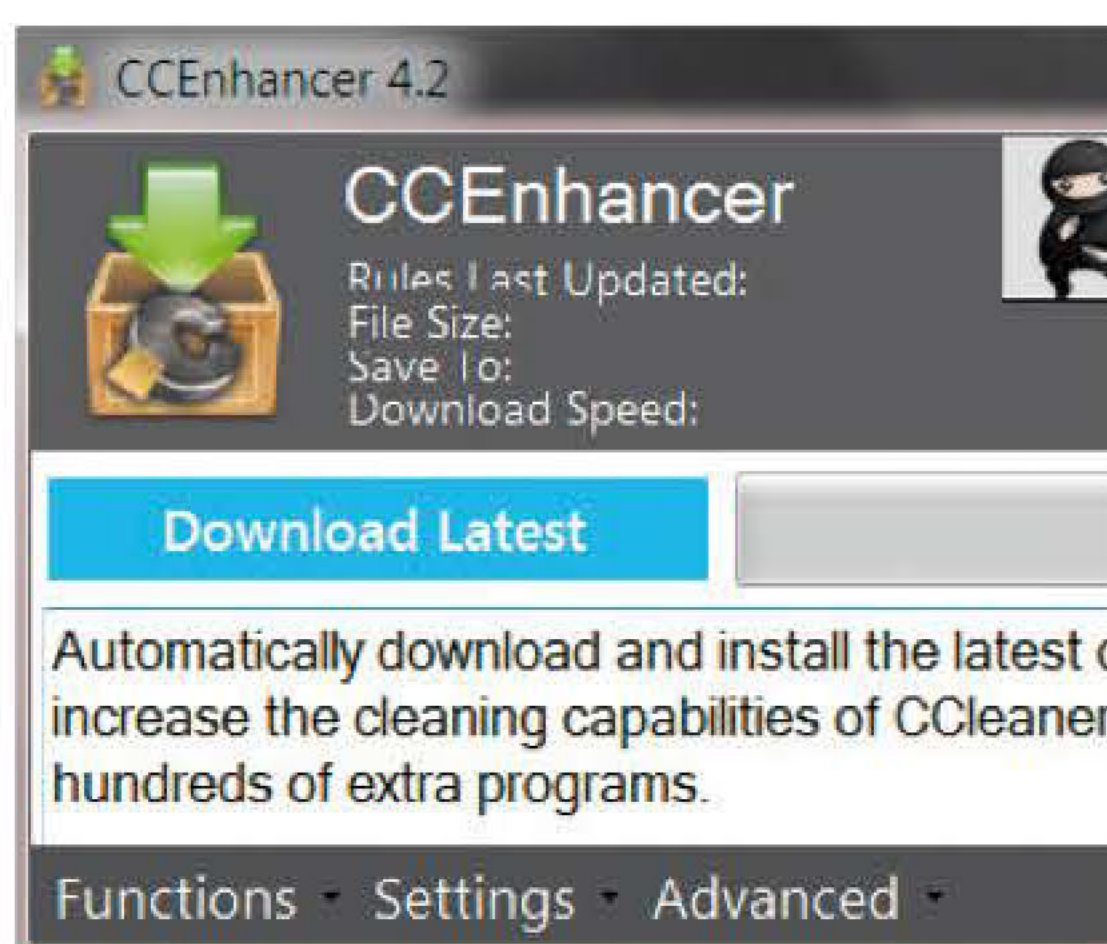 CCEnhancer 4.2
CCEnhancer
Rules Last Updated:
File Size:
Save To:
Download Speed:
Download Latest
Automatically download and install the latest
increase the cleaning capabilities of CCleaner
hundreds of extra programs.
Functions Settings Advanced